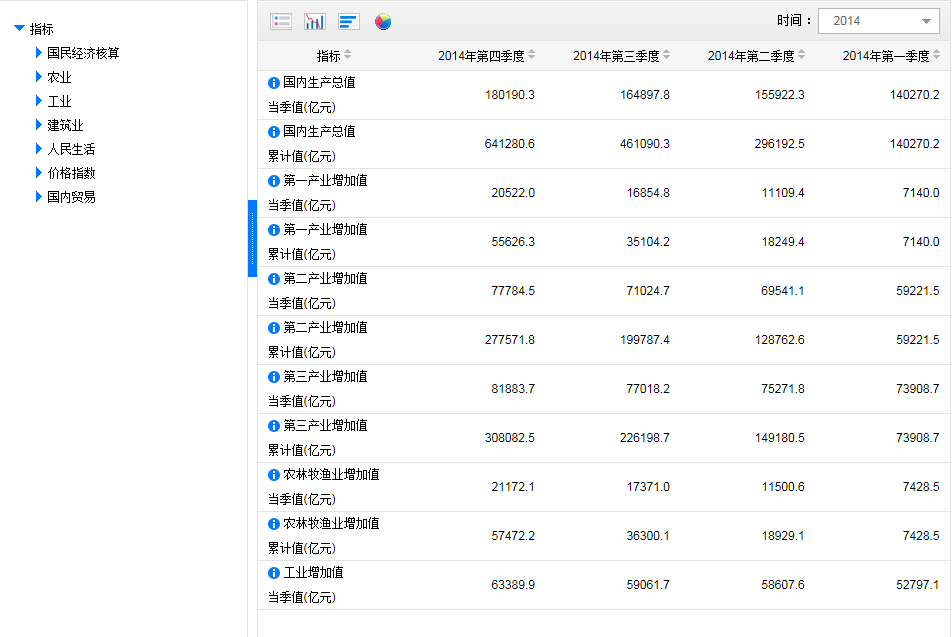 指标
国民经济核算
农业
工业
建筑业
人民生活
价格指数
国内贸易
时间： 2014
指标 2014年第四季度 2014年第三季度 2014年第二季度 2014年第一季度
国内生产总值
当季值(亿元) 180190.3 164897.8 155922.3 140270.2
国内生产总值
累计值(亿元) 641280.6 461090.3 296192.5 140270.2
第一产业增加值
当季值(亿元) 20522.0 16854.8 11109.4 7140.0
第一产业增加值
累计值(亿元) 55626.3 35104.2 18249.4 7140.0
第二产业增加值
当季值(亿元) 77784.5 71024.7 69541.1 59221.5
第二产业增加值
累计值(亿元) 277571.8 199787.4 128762.6 59221.5
第三产业增加值
当季值(亿元) 81883.7 77018.2 75271.8 73908.7
第三产业增加值
累计值(亿元) 308082.5 226198.7 149180.5 73908.7
农林牧渔业增加值
当季值(亿元) 21172.1 17371.0 11500.6 7428.5
农林牧渔业增加值
累计值(亿元) 57472.2 36300.1 18929.1 7428.5
工业增加值
当季值(亿元) 63389.9 59061.7 58607.6 52797.1